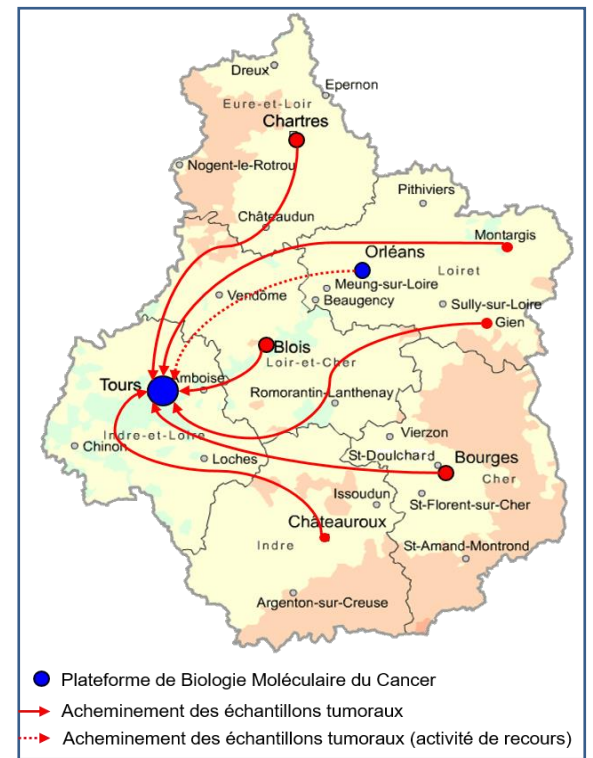 Dreux
Epernon
Eure-et-Loir
Chartres
Nogent-le-Rotrou
Pithiviers
Châteaudun
Montargis
Orléans
Loiret
Meung-sur-Loire
Vendôme
Beaugency
Sully-sur-Loire
Gien
Blois
Loir-et-Cher
Tours
Amboise
Romorantin-Lanthenay
Indre-et-Loire
Chinon
Vierzon
Loches
St-Doulchard
Bourges
Cher
Issoudun
St-Florent-sur-Cher
Châteauroux
Indre
St-Amand-Montrond
Argenton-sur-Creuse
Plateforme de Biologie Moléculaire du Cancer
Acheminement des échantillons tumoraux
Acheminement des échantillons tumoraux (activité de recours)